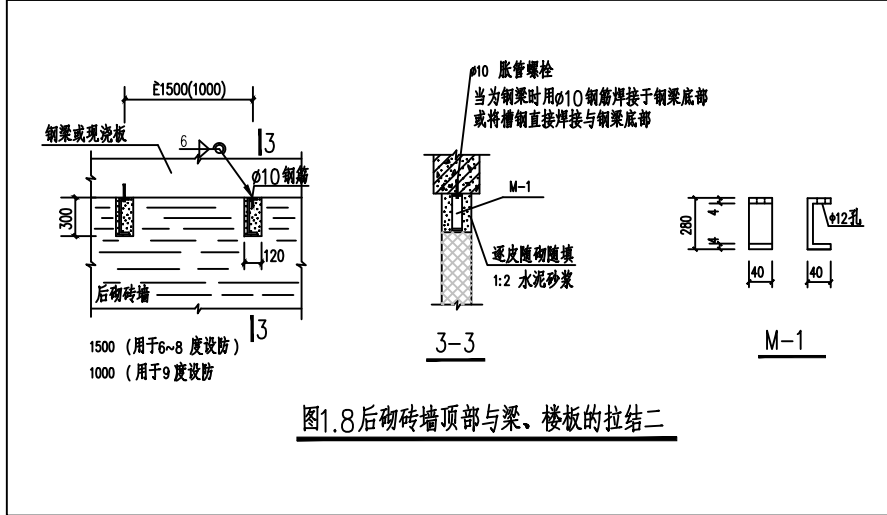 È1500(1000)
钢梁或现浇板
6
3
ø10钢筋
300
120
后砌砖墙
3
1500 (用于6~8 度设防)
1000 (用于9度设防
ø10 胀管螺栓
当为钢梁时用ø10钢筋焊接于钢梁底部
或将槽钢直接焊接与钢梁底部
M-1
逐皮随砌随填
1:2 水泥砂浆
3-3
280
4
4
40
40
ø12孔
M-1
图1.8后砌砖墙顶部与梁、楼板的拉结二